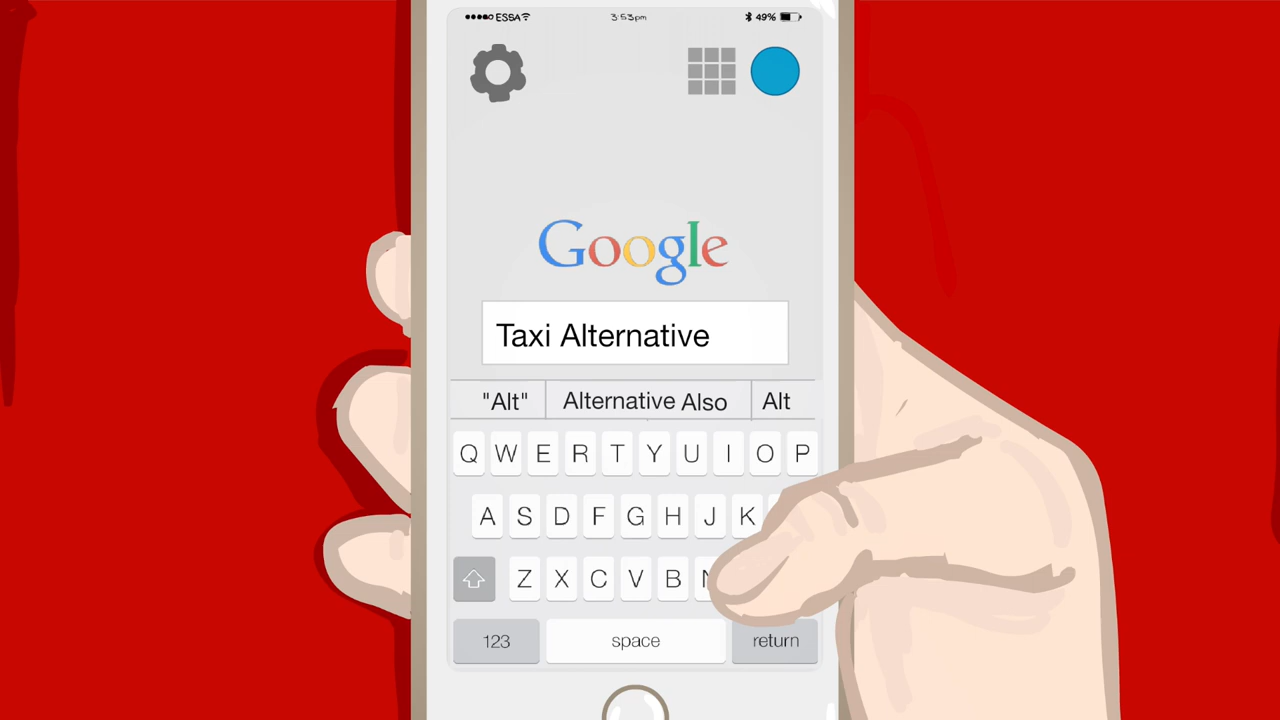 ESSA 3:53pm 49%
Google
Taxi Alternative
"Alt" Alternative Also Alt
Q W E R T Y U I O P
A S D F G H J K
Z X C V B N
123 space return